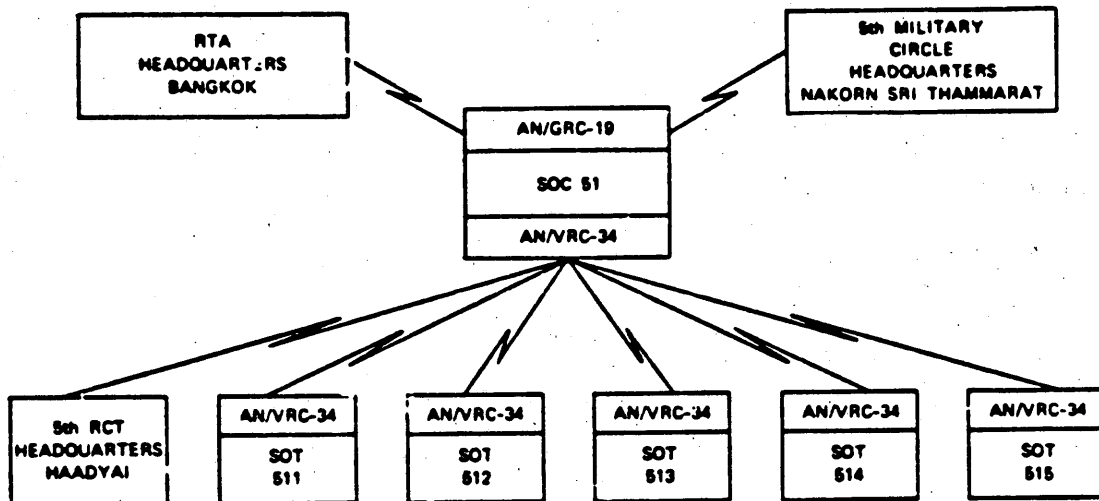 RTA
HEADQUARTERS
BANGKOK
5th MILITARY
CIRCLE
HEADQUARTERS
NAKORN SRI THAMMARAT
AN/GRC-19
SOC 51
AN/VRC-34
5th RCT
HEADQUARTERS
HAADYAI
AN/VRC-34
SOT
511
AN/VRC-34
SOT
512
AN/VRC-34
SOT
513
AN/VRC-34
SOT
514
AN/VRC-34
SOT
515